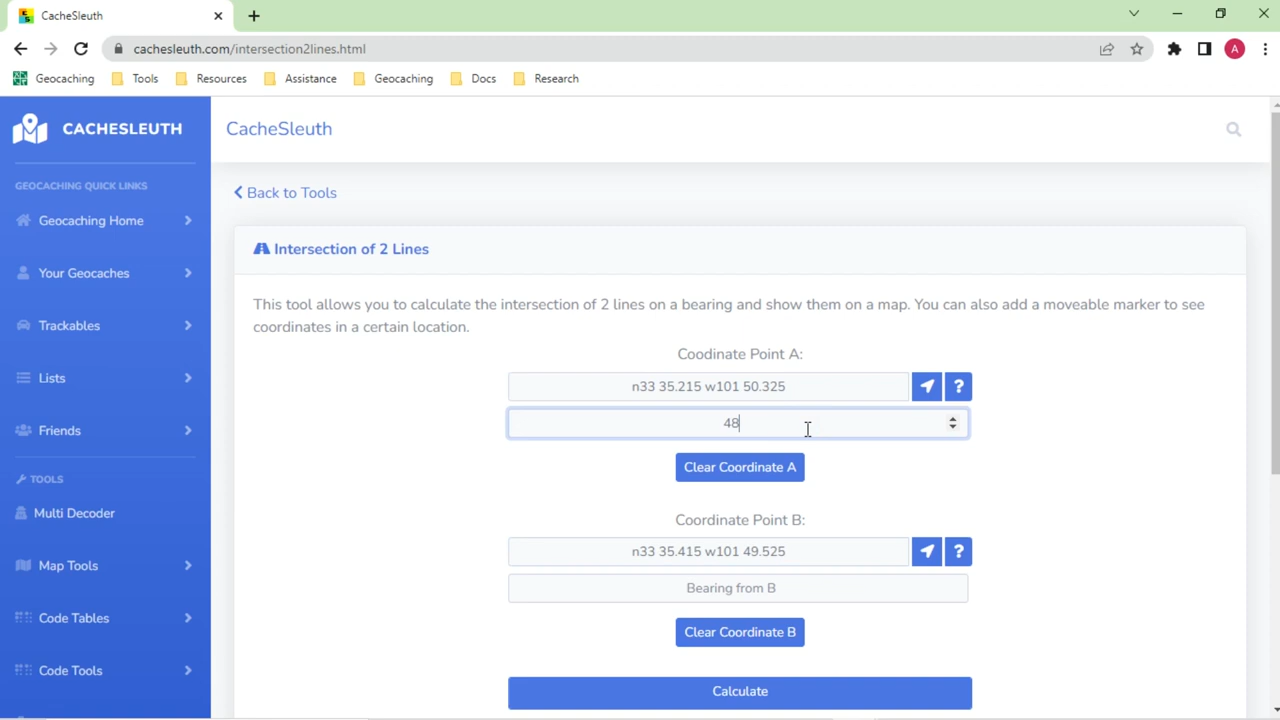 CacheSleuth
cachesleuth.com/intersection2lines.html
A
Geocaching
Tools
Resources
Assistance
Geocaching
Docs
Research
CACHESLEUTH
CacheSleuth
GEOCACHING QUICK LINKS
Geocaching Home
Your Geocaches
Trackables
Lists
Friends
TOOLS
Multi Decoder
Map Tools
Code Tables
Code Tools
Back to Tools
Intersection of 2 Lines
This tool allows you to calculate the intersection of 2 lines on a bearing and show them on a map. You can also add a moveable marker to see
coordinates in a certain location.
Coodinate Point A:
n33 35.215 w101 50.325
?
48
Clear Coordinate A
Coordinate Point B:
n33 35.415 w101 49.525
?
Bearing from B
Clear Coordinate B
Calculate